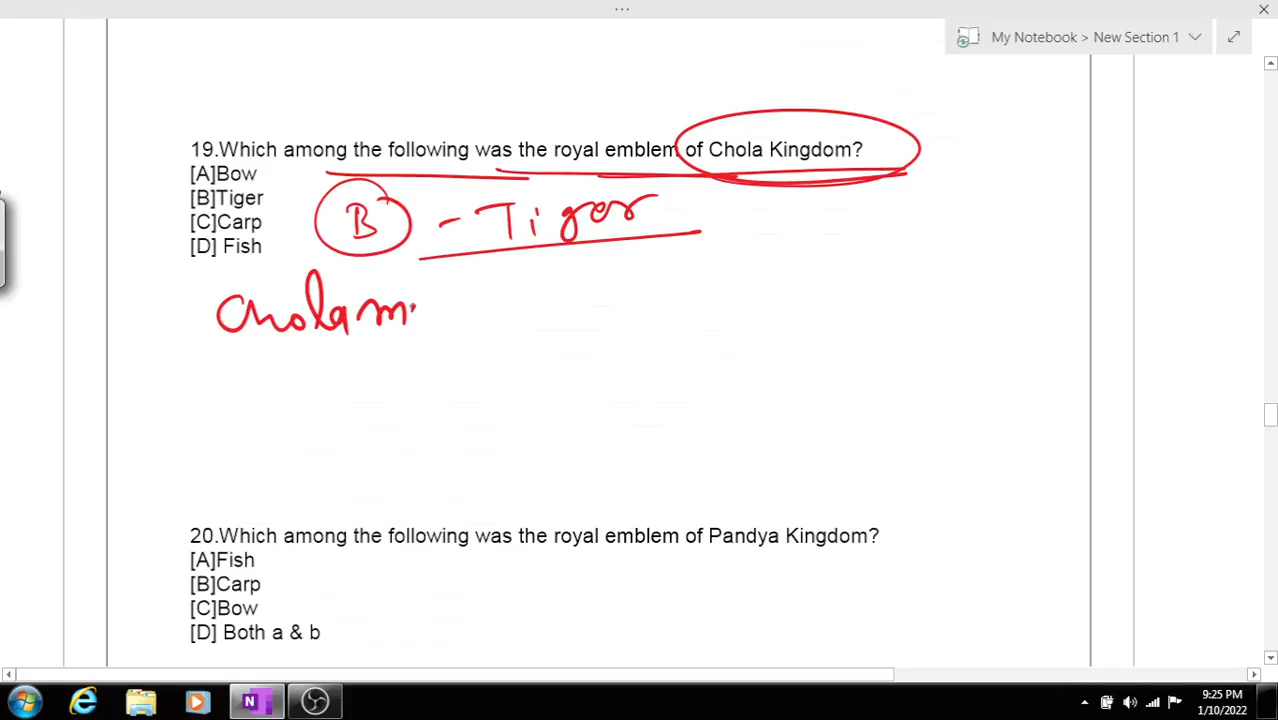 ...
My Notebook > New Section 1
19.Which among the following was the royal emblem of Chola Kingdom?
[A]Bow
[B]Tiger
[C]Carp
[D] Fish
B - Tiger
Cholam
20.Which among the following was the royal emblem of Pandya Kingdom?
[A]Fish
[B]Carp
[C]Bow
[D] Both a & b
9:25 PM
1/10/2022